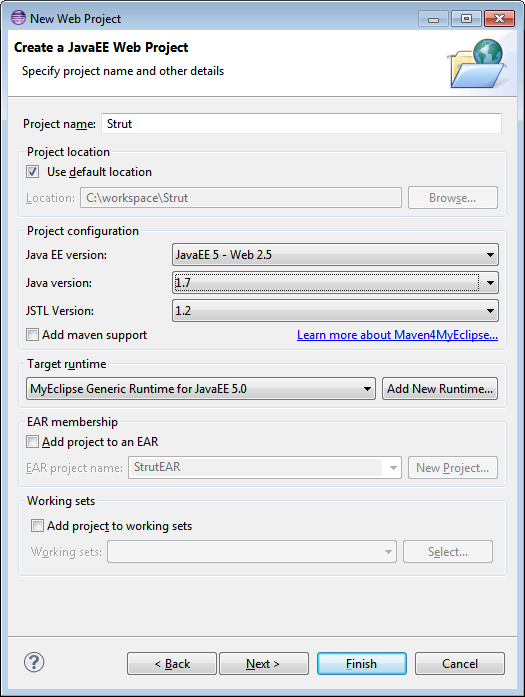 New Web Project
Create a JavaEE Web Project
Specify project name and other details
Project name: Strut
Project location
Use default location
Location: C:\workspace\Strut Browse...
Project configuration
Java EE version: JavaEE 5 - Web 2.5
Java version: 1.7
JSTL Version: 1.2
Add maven support Learn more about Maven4MyEclipse...
Target runtime
MyEclipse Generic Runtime for JavaEE 5.0 Add New Runtime...
EAR membership
Add project to an EAR
EAR project name: StrutEAR New Project...
Working sets
Add project to working sets
Working sets: Select...
? < Back Next > Finish Cancel